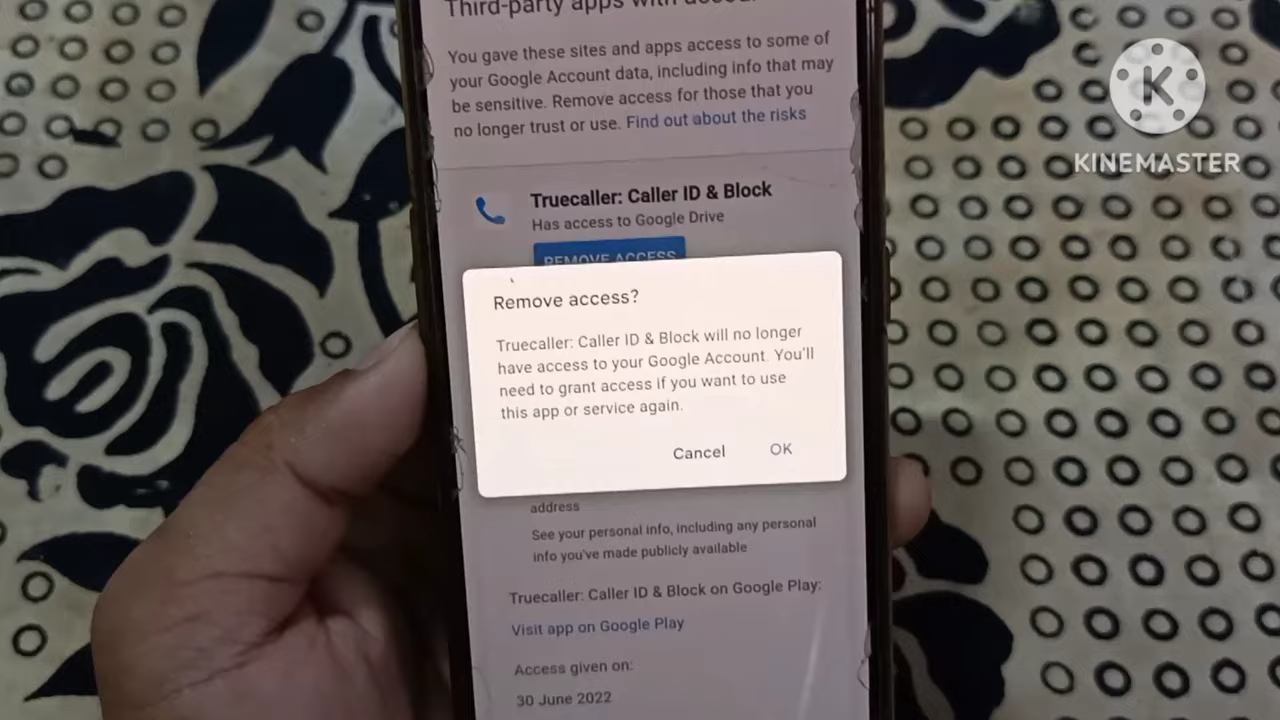 Third-party apps with
You gave these sites and apps access to some of
your Google Account data, including info that may
be sensitive. Remove access for those that you
no longer trust or use. Find out about the risks
K
KINEMASTER
Truecaller: Caller ID & Block
Has access to Google Drive
REMOVE ACCESS
Remove access?
Truecaller: Caller ID & Block will no longer
have access to your Google Account. You'll
need to grant access if you want to use
this app or service again.
Cancel OK
address
See your personal info, including any personal
info you've made publicly available
Truecaller: Caller ID & Block on Google Play:
Visit app on Google Play
Access given on:
30 June 2022